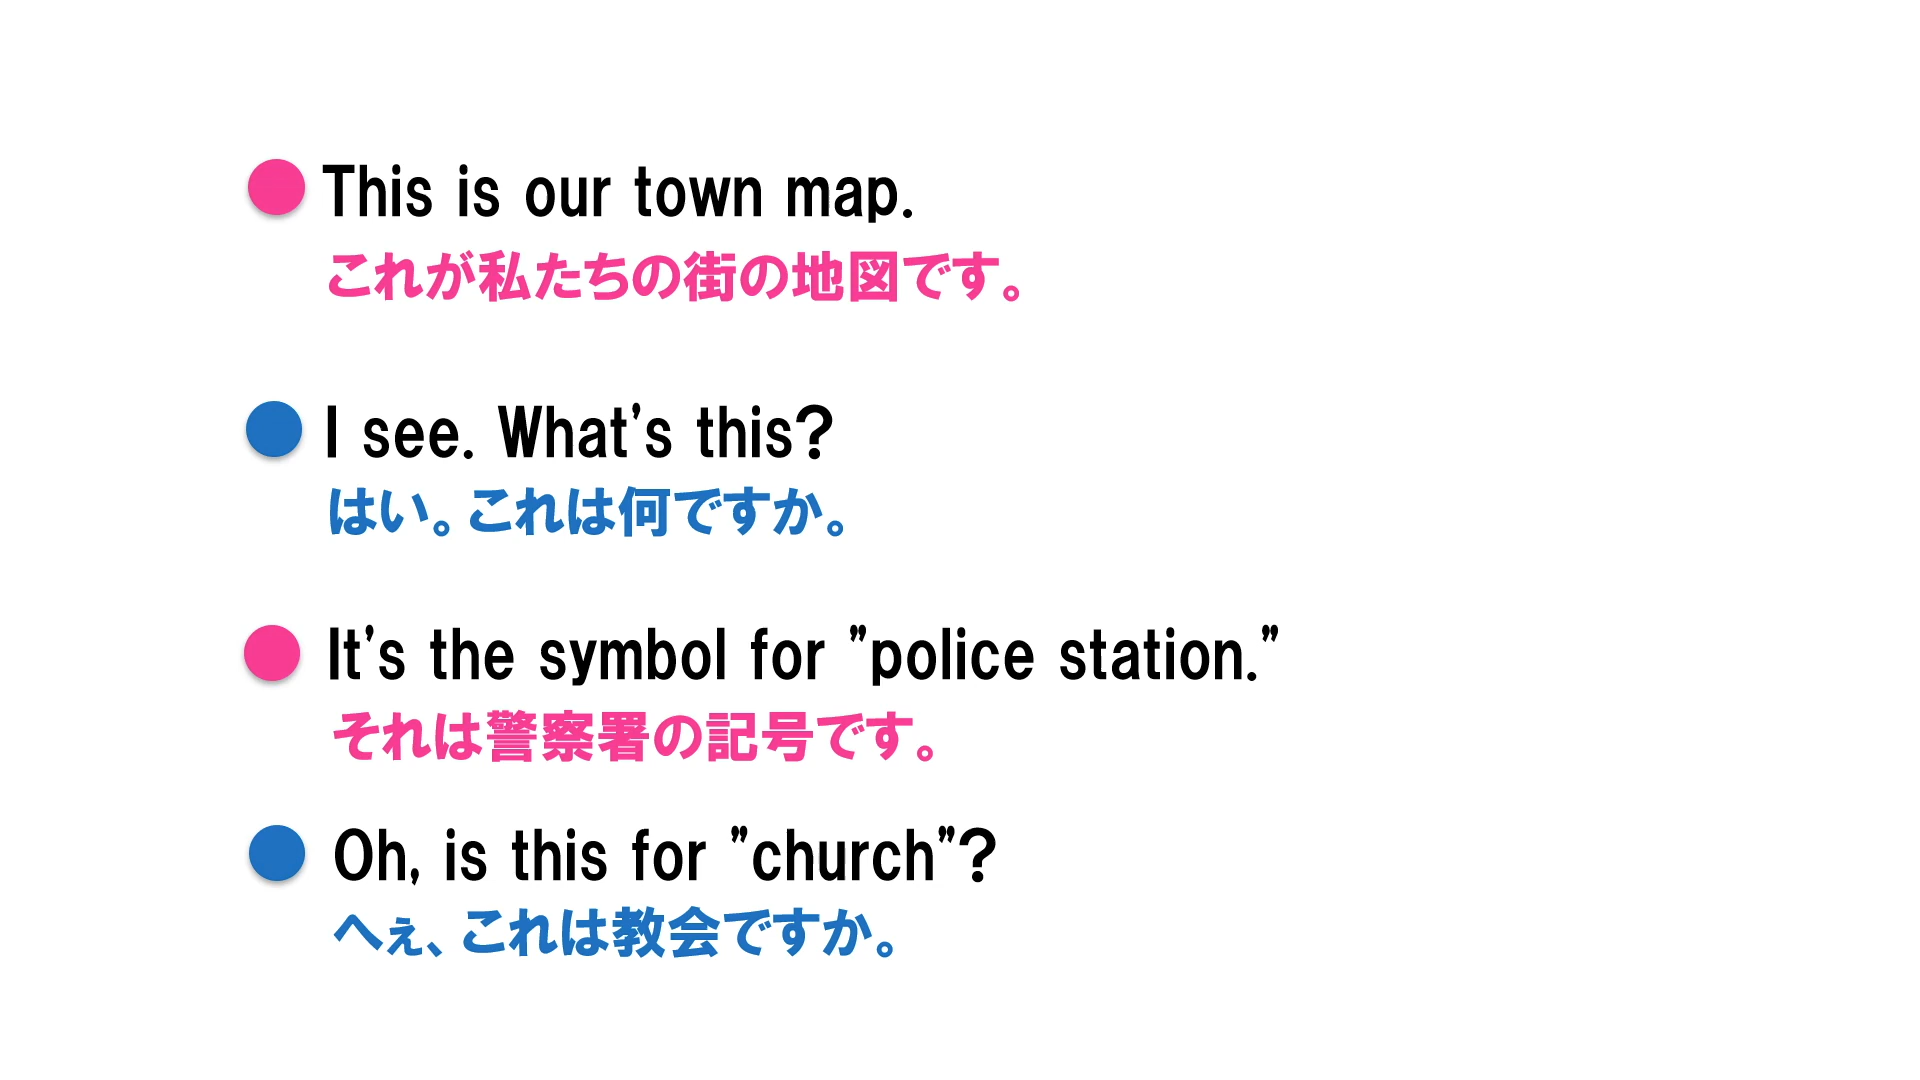 This is our town map.
これが私たちの街の地図です。
I see. What's this?
はい。これは何ですか。
It's the symbol for "police station."
それは警察署の記号です。
Oh, is this for "church"?
へぇ、これは教会ですか。